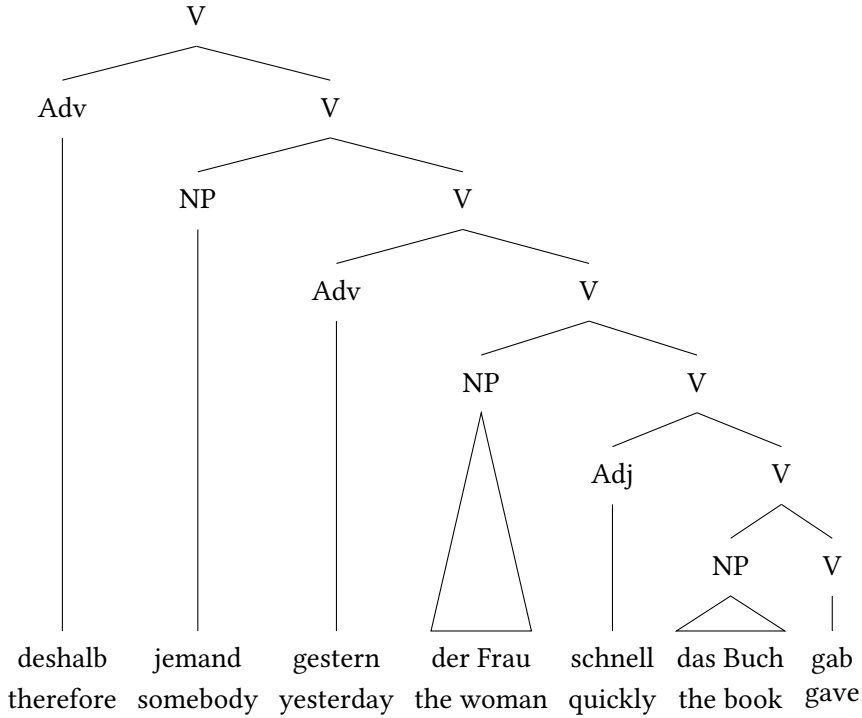 V
Adv V
NP V
Adv V
NP V
Adj V
NP V
deshalb jemand gestern der Frau schnell das Buch gab
therefore somebody yesterday the woman quickly the book gave